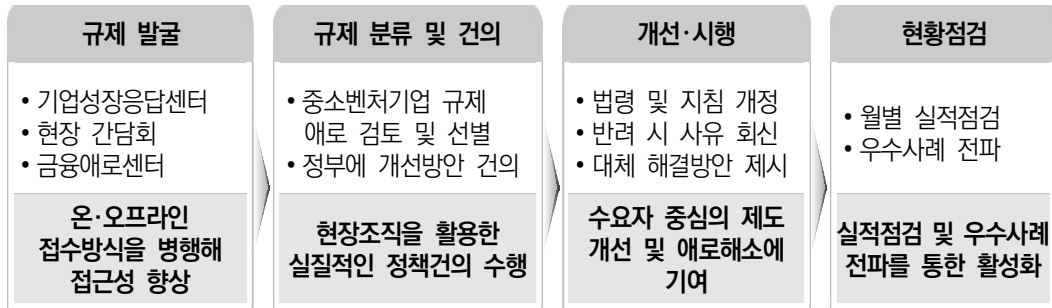 규제 발굴
• 기업성장응답센터
• 현장 간담회
• 금융애로센터
온·오프라인
접수방식을 병행해
접근성 향상
규제 분류 및 건의
• 중소벤처기업 규제
애로 검토 및 선별
• 정부에 개선방안 건의
현장조직을 활용한
실질적인 정책건의 수행
개선·시행
• 법령 및 지침 개정
• 반려 시 사유 회신
• 대체 해결방안 제시
수요자 중심의 제도
개선 및 애로해소에
기여
현황점검
• 월별 실적점검
• 우수사례 전파
실적점검 및 우수사례
전파를 통한 활성화